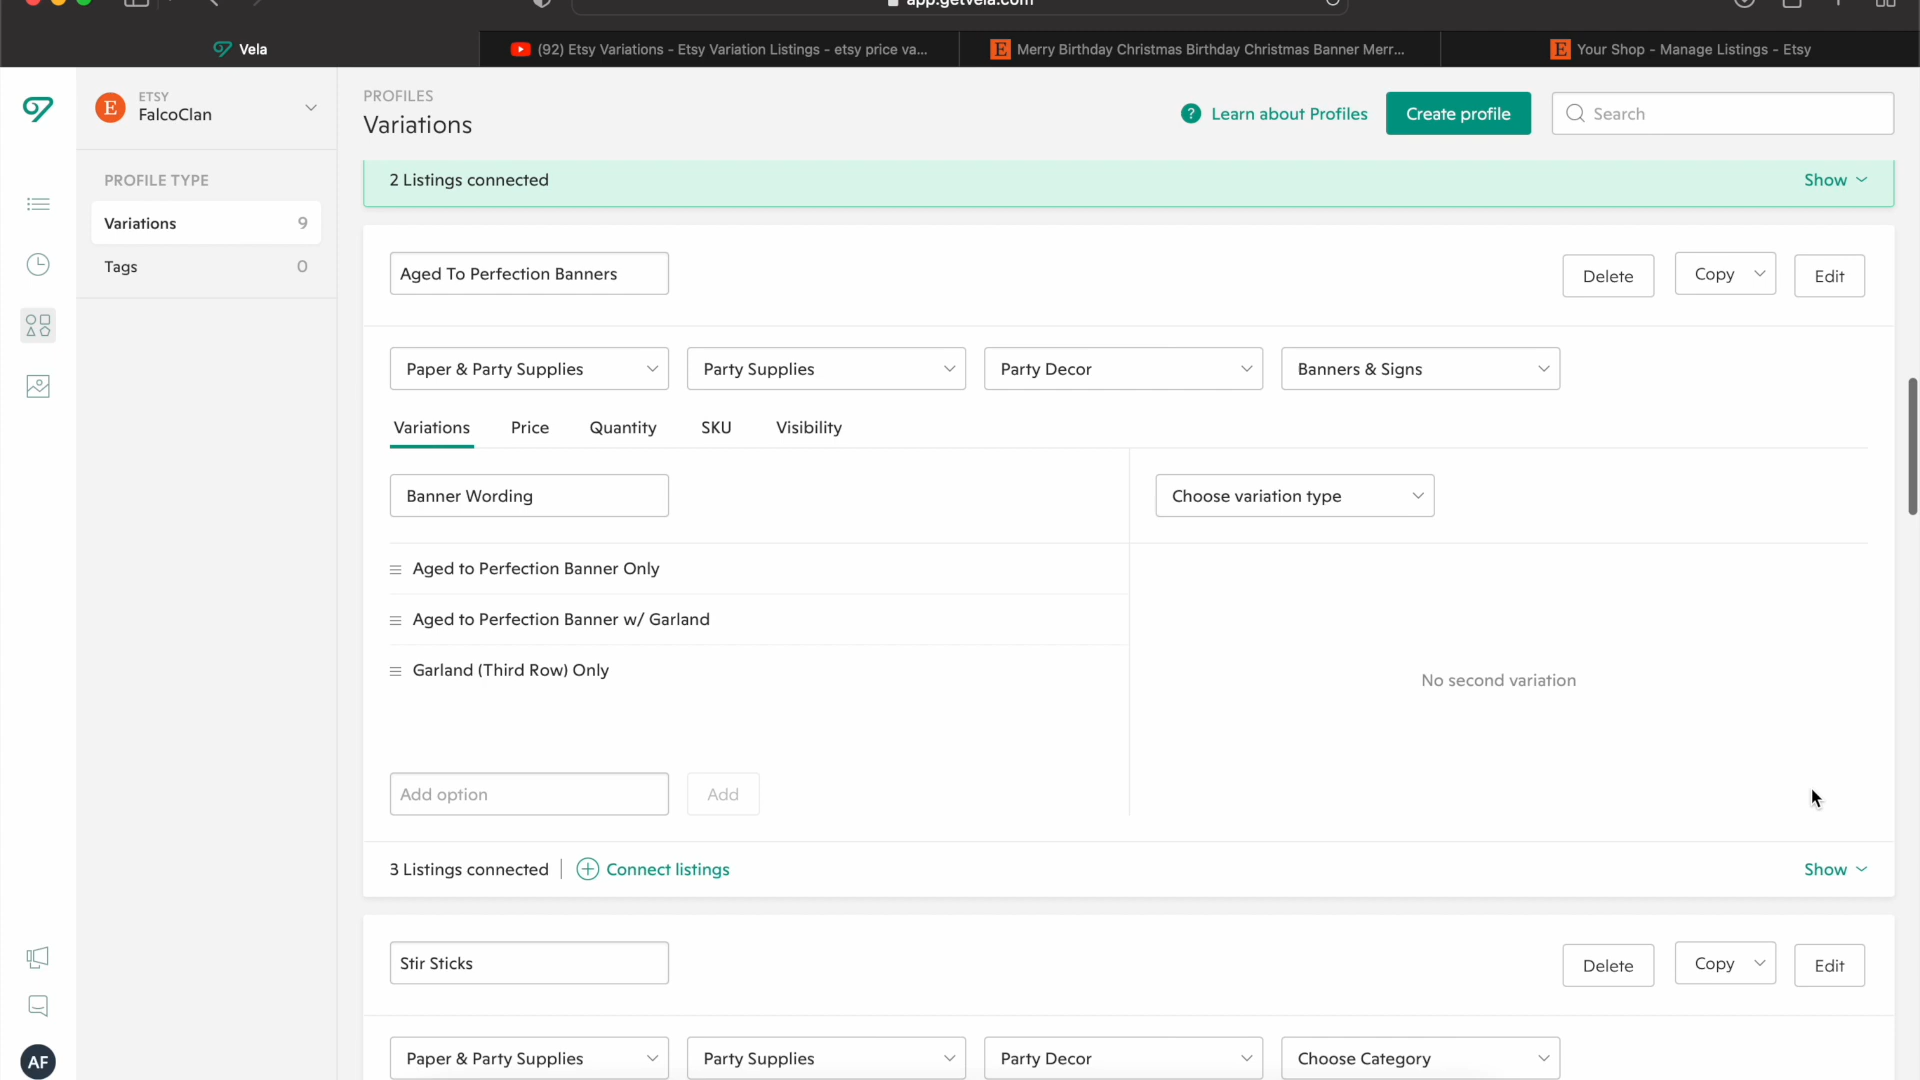 app.getvela.com
Vela
(92) Etsy Variations - Etsy Variation Listings - etsy price va...
Merry Birthday Christmas Birthday Christmas Banner Merr...
Your Shop - Manage Listings - Etsy
E
ETSY
FalcoClan
PROFILE TYPE
Variations 9
Tags 0
AF
PROFILES
Variations
? Learn about Profiles
Create profile
Search
2 Listings connected
Show
Aged To Perfection Banners
Delete
Copy
Edit
Paper & Party Supplies
Party Supplies
Party Decor
Banners & Signs
Variations
Price
Quantity
SKU
Visibility
Banner Wording
Choose variation type
Aged to Perfection Banner Only
Aged to Perfection Banner w/ Garland
Garland (Third Row) Only
No second variation
Add option
Add
3 Listings connected
Connect listings
Show
Stir Sticks
Delete
Copy
Edit
Paper & Party Supplies
Party Supplies
Party Decor
Choose Category